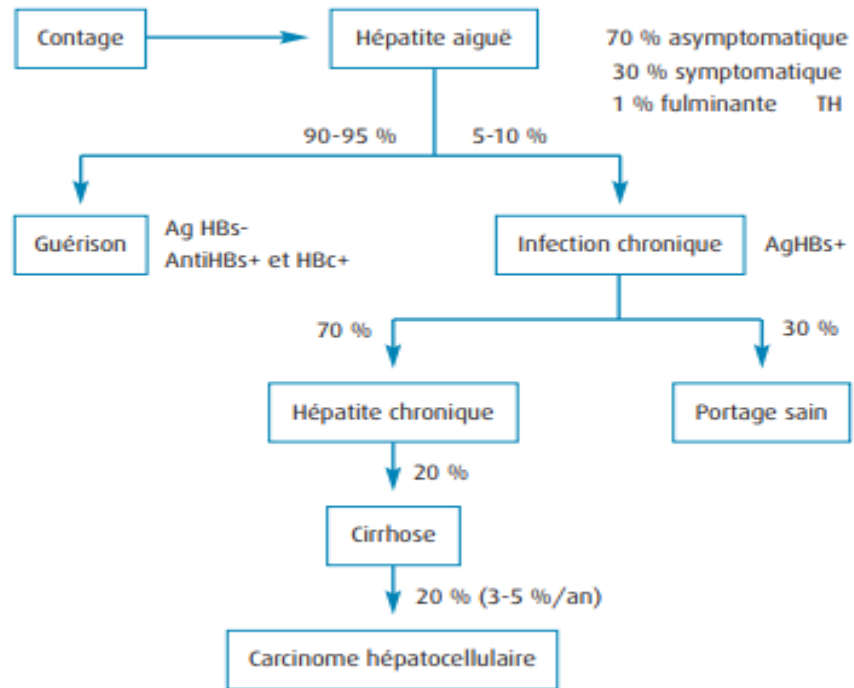 Contage
Hépatite aiguë
70 % asymptomatique
30 % symptomatique
1 % fulminante TH
90-95 %
5-10 %
Guérison
Ag HBs-
AntiHBs+ et HBc+
Infection chronique
AgHBs+
70 %
30 %
Hépatite chronique
Portage sain
20 %
Cirrhose
20 % (3-5 %/an)
Carcinome hépatocellulaire